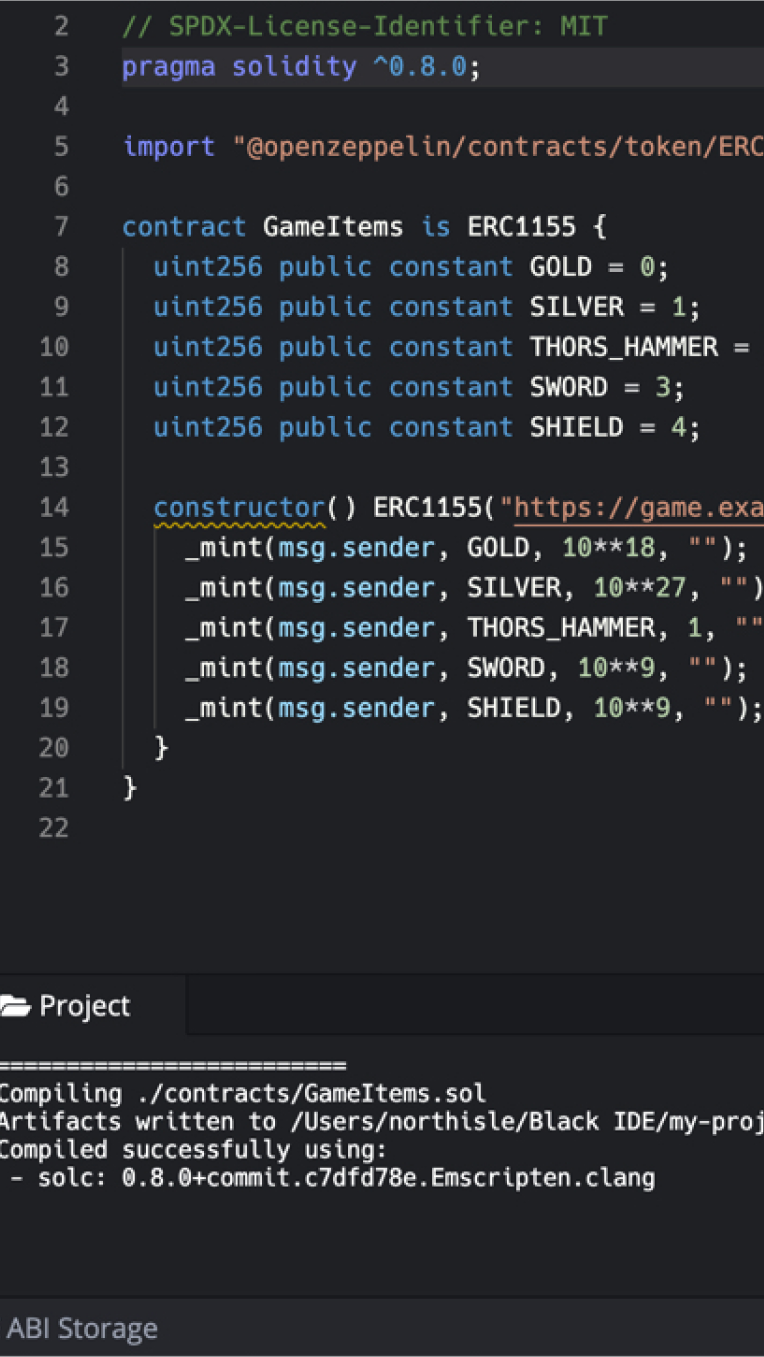 2 // SPDX-License-Identifier: MIT
3 pragma solidity ^0.8.0;
4
5 import "@openzeppelin/contracts/token/ERC
6
7 contract GameItems is ERC1155 {
8 uint256 public constant GOLD = 0;
9 uint256 public constant SILVER = 1;
10 uint256 public constant THORS_HAMMER =
11 uint256 public constant SWORD = 3;
12 uint256 public constant SHIELD = 4;
13
14 constructor() ERC1155("https://game.exa
15 _mint(msg.sender, GOLD, 10**18, "");
16 _mint(msg.sender, SILVER, 10**27, "")
17 _mint(msg.sender, THORS_HAMMER, 1, ""
18 _mint(msg.sender, SWORD, 10**9, "");
19 _mint(msg.sender, SHIELD, 10**9, "");
20 }
21 }
22
Project
==========================
Compiling ./contracts/GameItems.sol
Artifacts written to /Users/northisle/Black IDE/my-proj
Compiled successfully using:
- solc: 0.8.0+commit.c7dfd78e.Emscripten.clang
ABI Storage